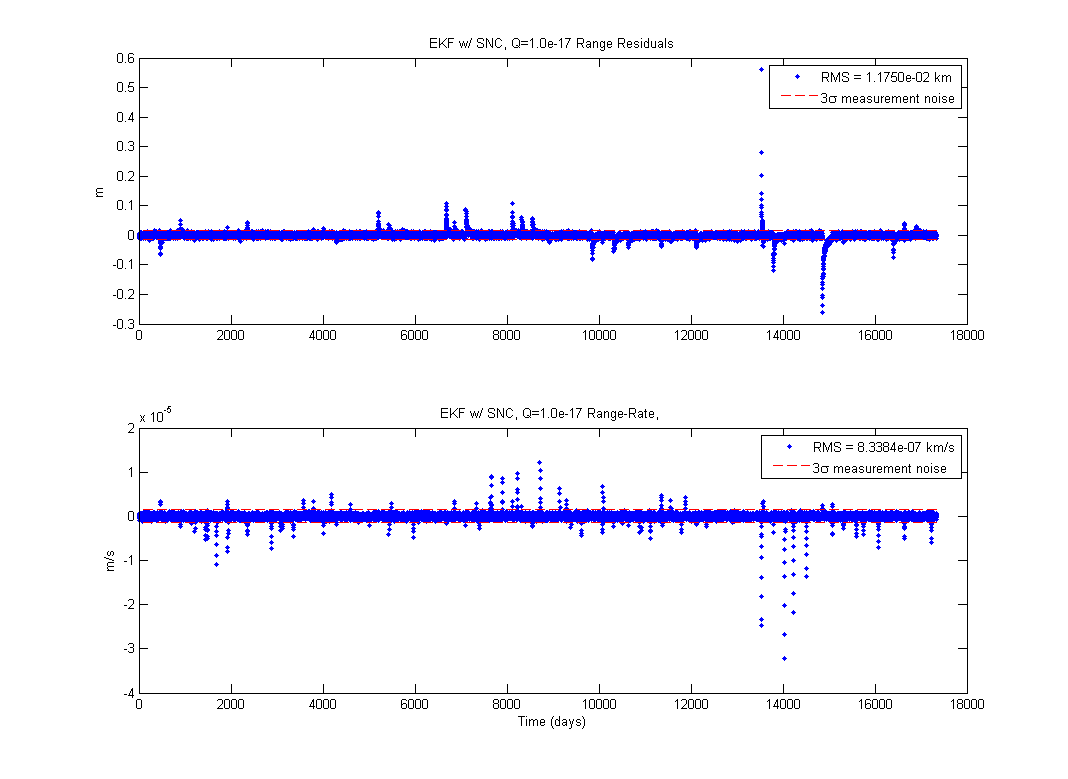 EKF w/ SNC, Q=1.0e-17 Range Residuals
0.6
0.5
0.4
0.3
0.2
0.1
0
-0.1
-0.2
-0.3
m
RMS = 1.1750e-02 km
3σ measurement noise
0 2000 4000 6000 8000 10000 12000 14000 16000 18000
EKF w/ SNC, Q=1.0e-17 Range-Rate,
x 10^-5
2
1
0
-1
-2
-3
-4
m/s
RMS = 8.3384e-07 km/s
3σ measurement noise
0 2000 4000 6000 8000 10000 12000 14000 16000 18000
Time (days)